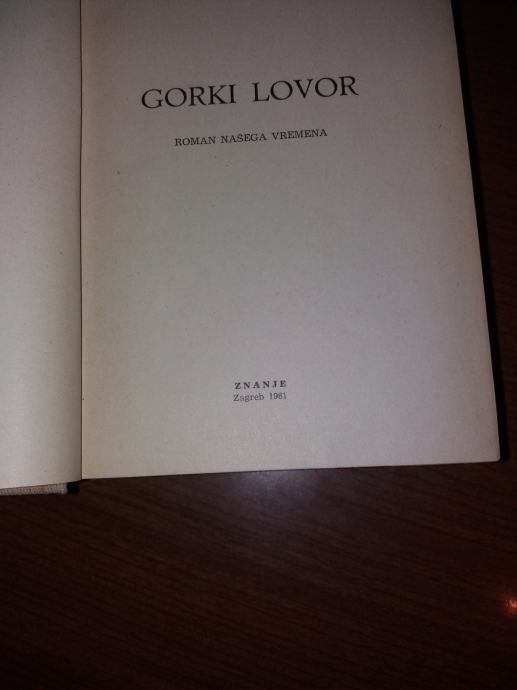 GORKI LOVOR
ROMAN NAŠEGA VREMENA
ZNANJE
Zagreb 1961